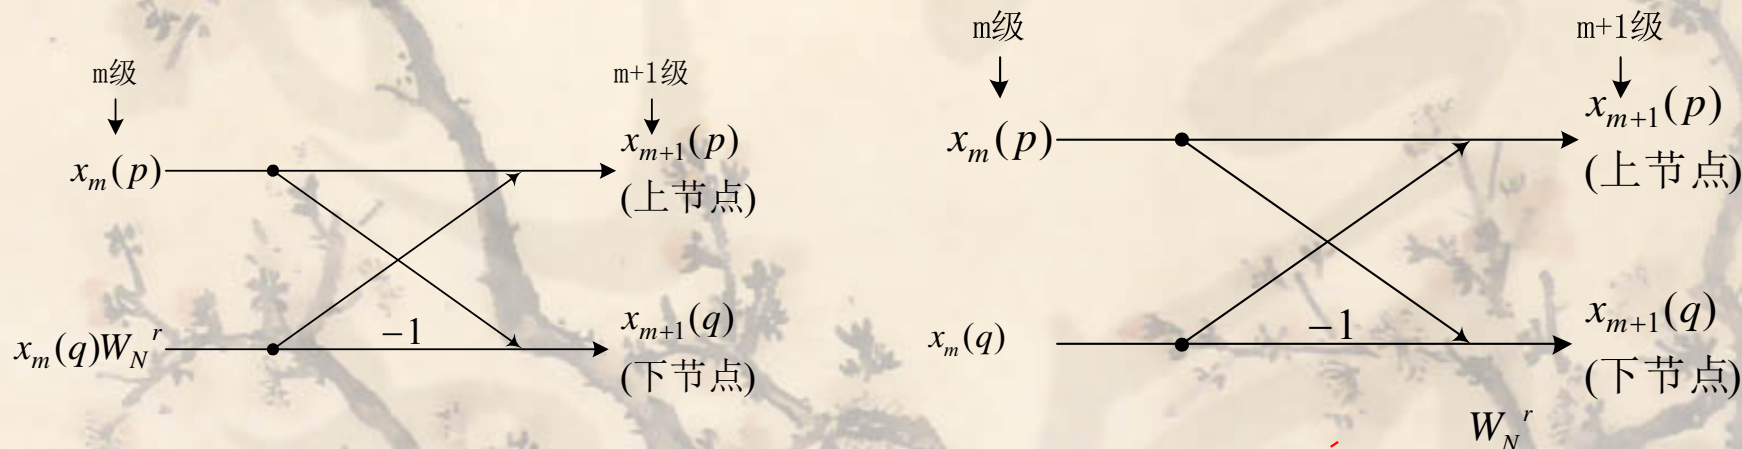 m级
m+1级
x_m(p)
x_{m+1}(p)
(上节点)
x_m(q)W_N^r
-1
x_{m+1}(q)
(下节点)
m级
m+1级
x_m(p)
x_{m+1}(p)
(上节点)
x_m(q)
-1
x_{m+1}(q)
(下节点)
W_N^r